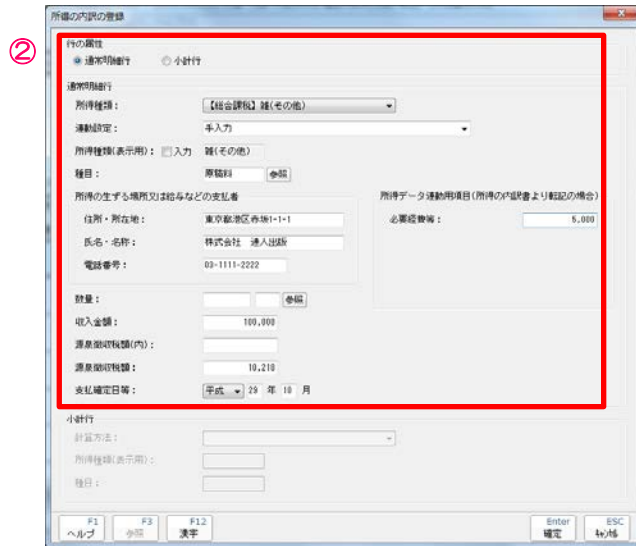 所得の内訳の登録
②
行の属性
通常明細行 小計行
通常明細行
所得種類: 【総合課税】雑(その他)
連動設定: 手入力
所得種類(表示用): 入力 雑(その他)
種目: 原稿料 参照
所得の生ずる場所又は給与などの支払者 所得データ連動用項目(所得の内訳書より転記の場合)
住所・所在地: 東京都港区赤坂1-1-1 必要経費等: 5,000
氏名・名称: 株式会社 達人出版
電話番号: 03-1111-2222
数量: 参照
収入金額: 100,000
源泉徴収税額(内):
源泉徴収税額: 10,210
支払確定日等: 平成 29 年 10 月
小計行
計算方法:
所得種類(表示用):
種目:
F1 F3 F12 Enter ESC
ヘルプ 参照 漢字 確定 キャンセル